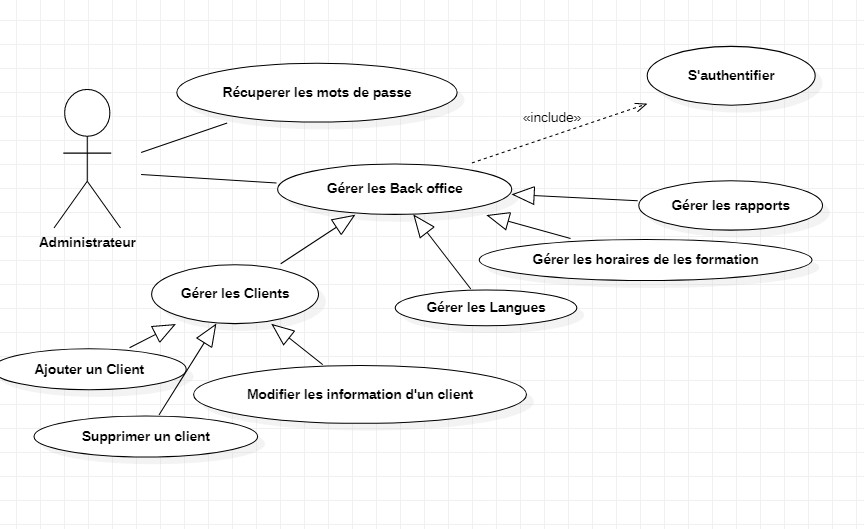 S'authentifier
Récuperer les mots de passe
«include»
Gérer les Back office
Gérer les rapports
Administrateur
Gérer les horaires de les formation
Gérer les Clients
Gérer les Langues
Ajouter un Client
Modifier les information d'un client
Supprimer un client